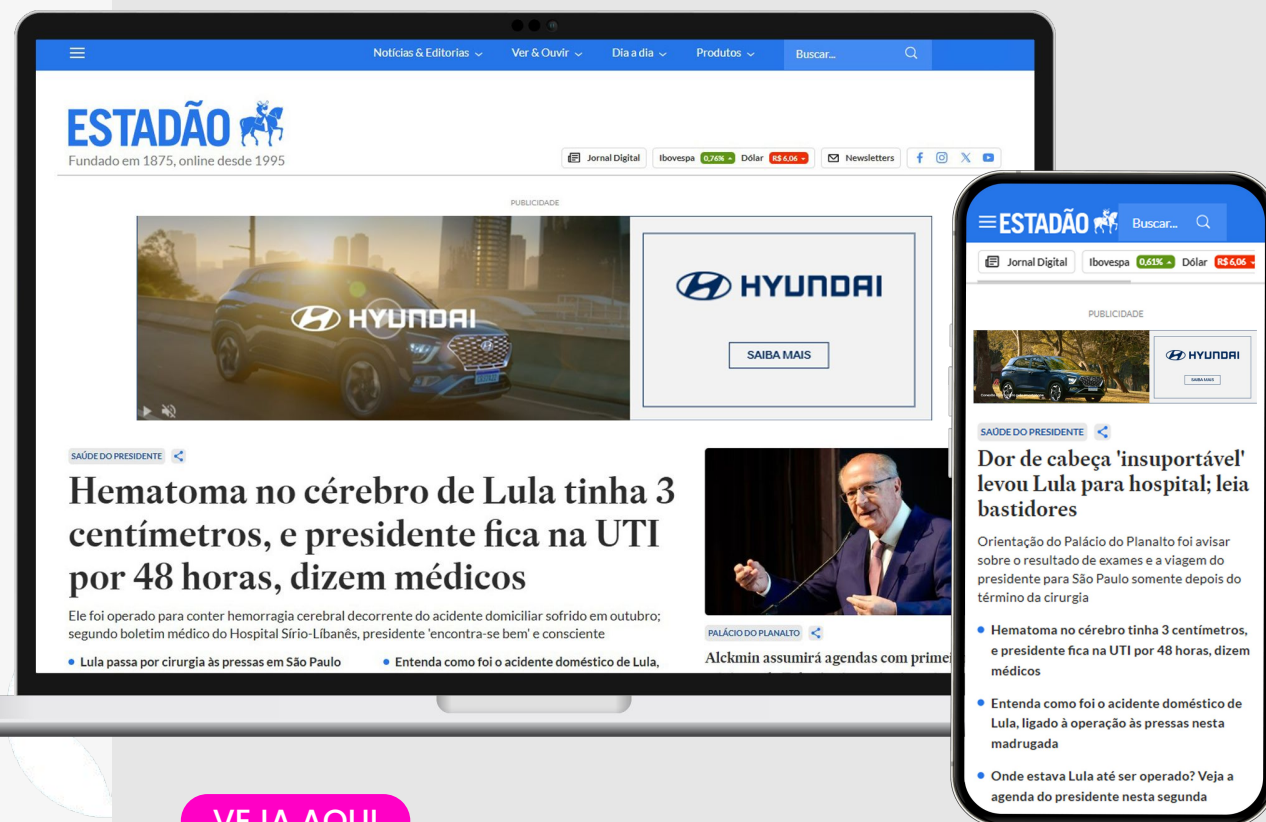 Notícias & Editorias
Ver & Ouvir
Dia a dia
Produtos
Buscar...
ESTADÃO
Fundado em 1875, online desde 1995
Jornal Digital
Ibovespa 0,76% Dólar R$ 6,06
Newsletters
PUBLICIDADE
HYUNDAI
HYUNDAI
SAIBA MAIS
SAÚDE DO PRESIDENTE
Hematoma no cérebro de Lula tinha 3
centímetros, e presidente fica na UTI
por 48 horas, dizem médicos
Ele foi operado para conter hemorragia cerebral decorrente do acidente domiciliar sofrido em outubro;
segundo boletim médico do Hospital Sírio-Líbanês, presidente 'encontra-se bem' e consciente
Lula passa por cirurgia às pressas em São Paulo
Entenda como foi o acidente doméstico de Lula,
PALÁCIO DO PLANALTO
Alckmin assumirá agendas com prime
ESTADÃO
Buscar...
Jornal Digital
Ibovespa 0,61% Dólar R$ 6,06
PUBLICIDADE
HYUNDAI
SAIBA MAIS
SAÚDE DO PRESIDENTE
Dor de cabeça 'insuportável'
levou Lula para hospital; leia
bastidores
Orientação do Palácio do Planalto foi avisar
sobre o resultado de exames e a viagem do
presidente para São Paulo somente depois do
término da cirurgia
Hematoma no cérebro tinha 3 centímetros,
e presidente fica na UTI por 48 horas, dizem
médicos
Entenda como foi o acidente doméstico de
Lula, ligado à operação às pressas nesta
madrugada
Onde estava Lula até ser operado? Veja a
agenda do presidente nesta segunda
VEJA AQUI